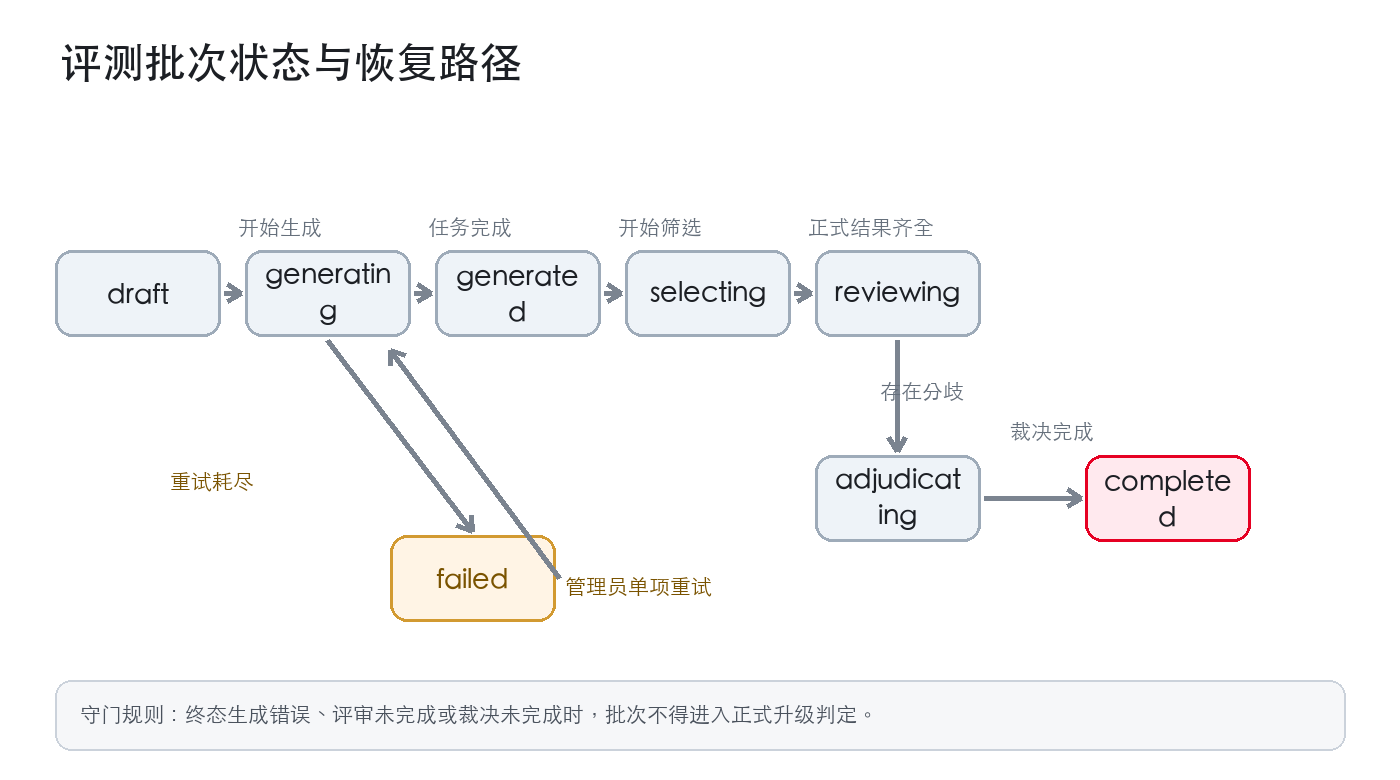 评测批次状态与恢复路径
开始生成
任务完成
开始筛选
正式结果齐全
draft
generatin
g
generate
d
selecting
reviewing
存在分歧
裁决完成
重试耗尽
adjudicat
ing
complete
d
failed
管理员单项重试
守门规则：终态生成错误、评审未完成或裁决未完成时，批次不得进入正式升级判定。